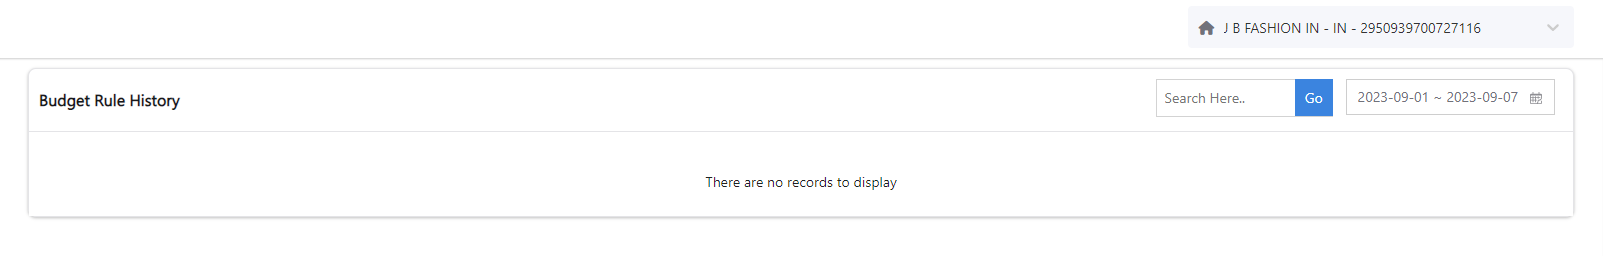 J B FASHION IN - IN - 2950939700727116
Budget Rule History
Search Here..
Go
2023-09-01 ~ 2023-09-07
There are no records to display